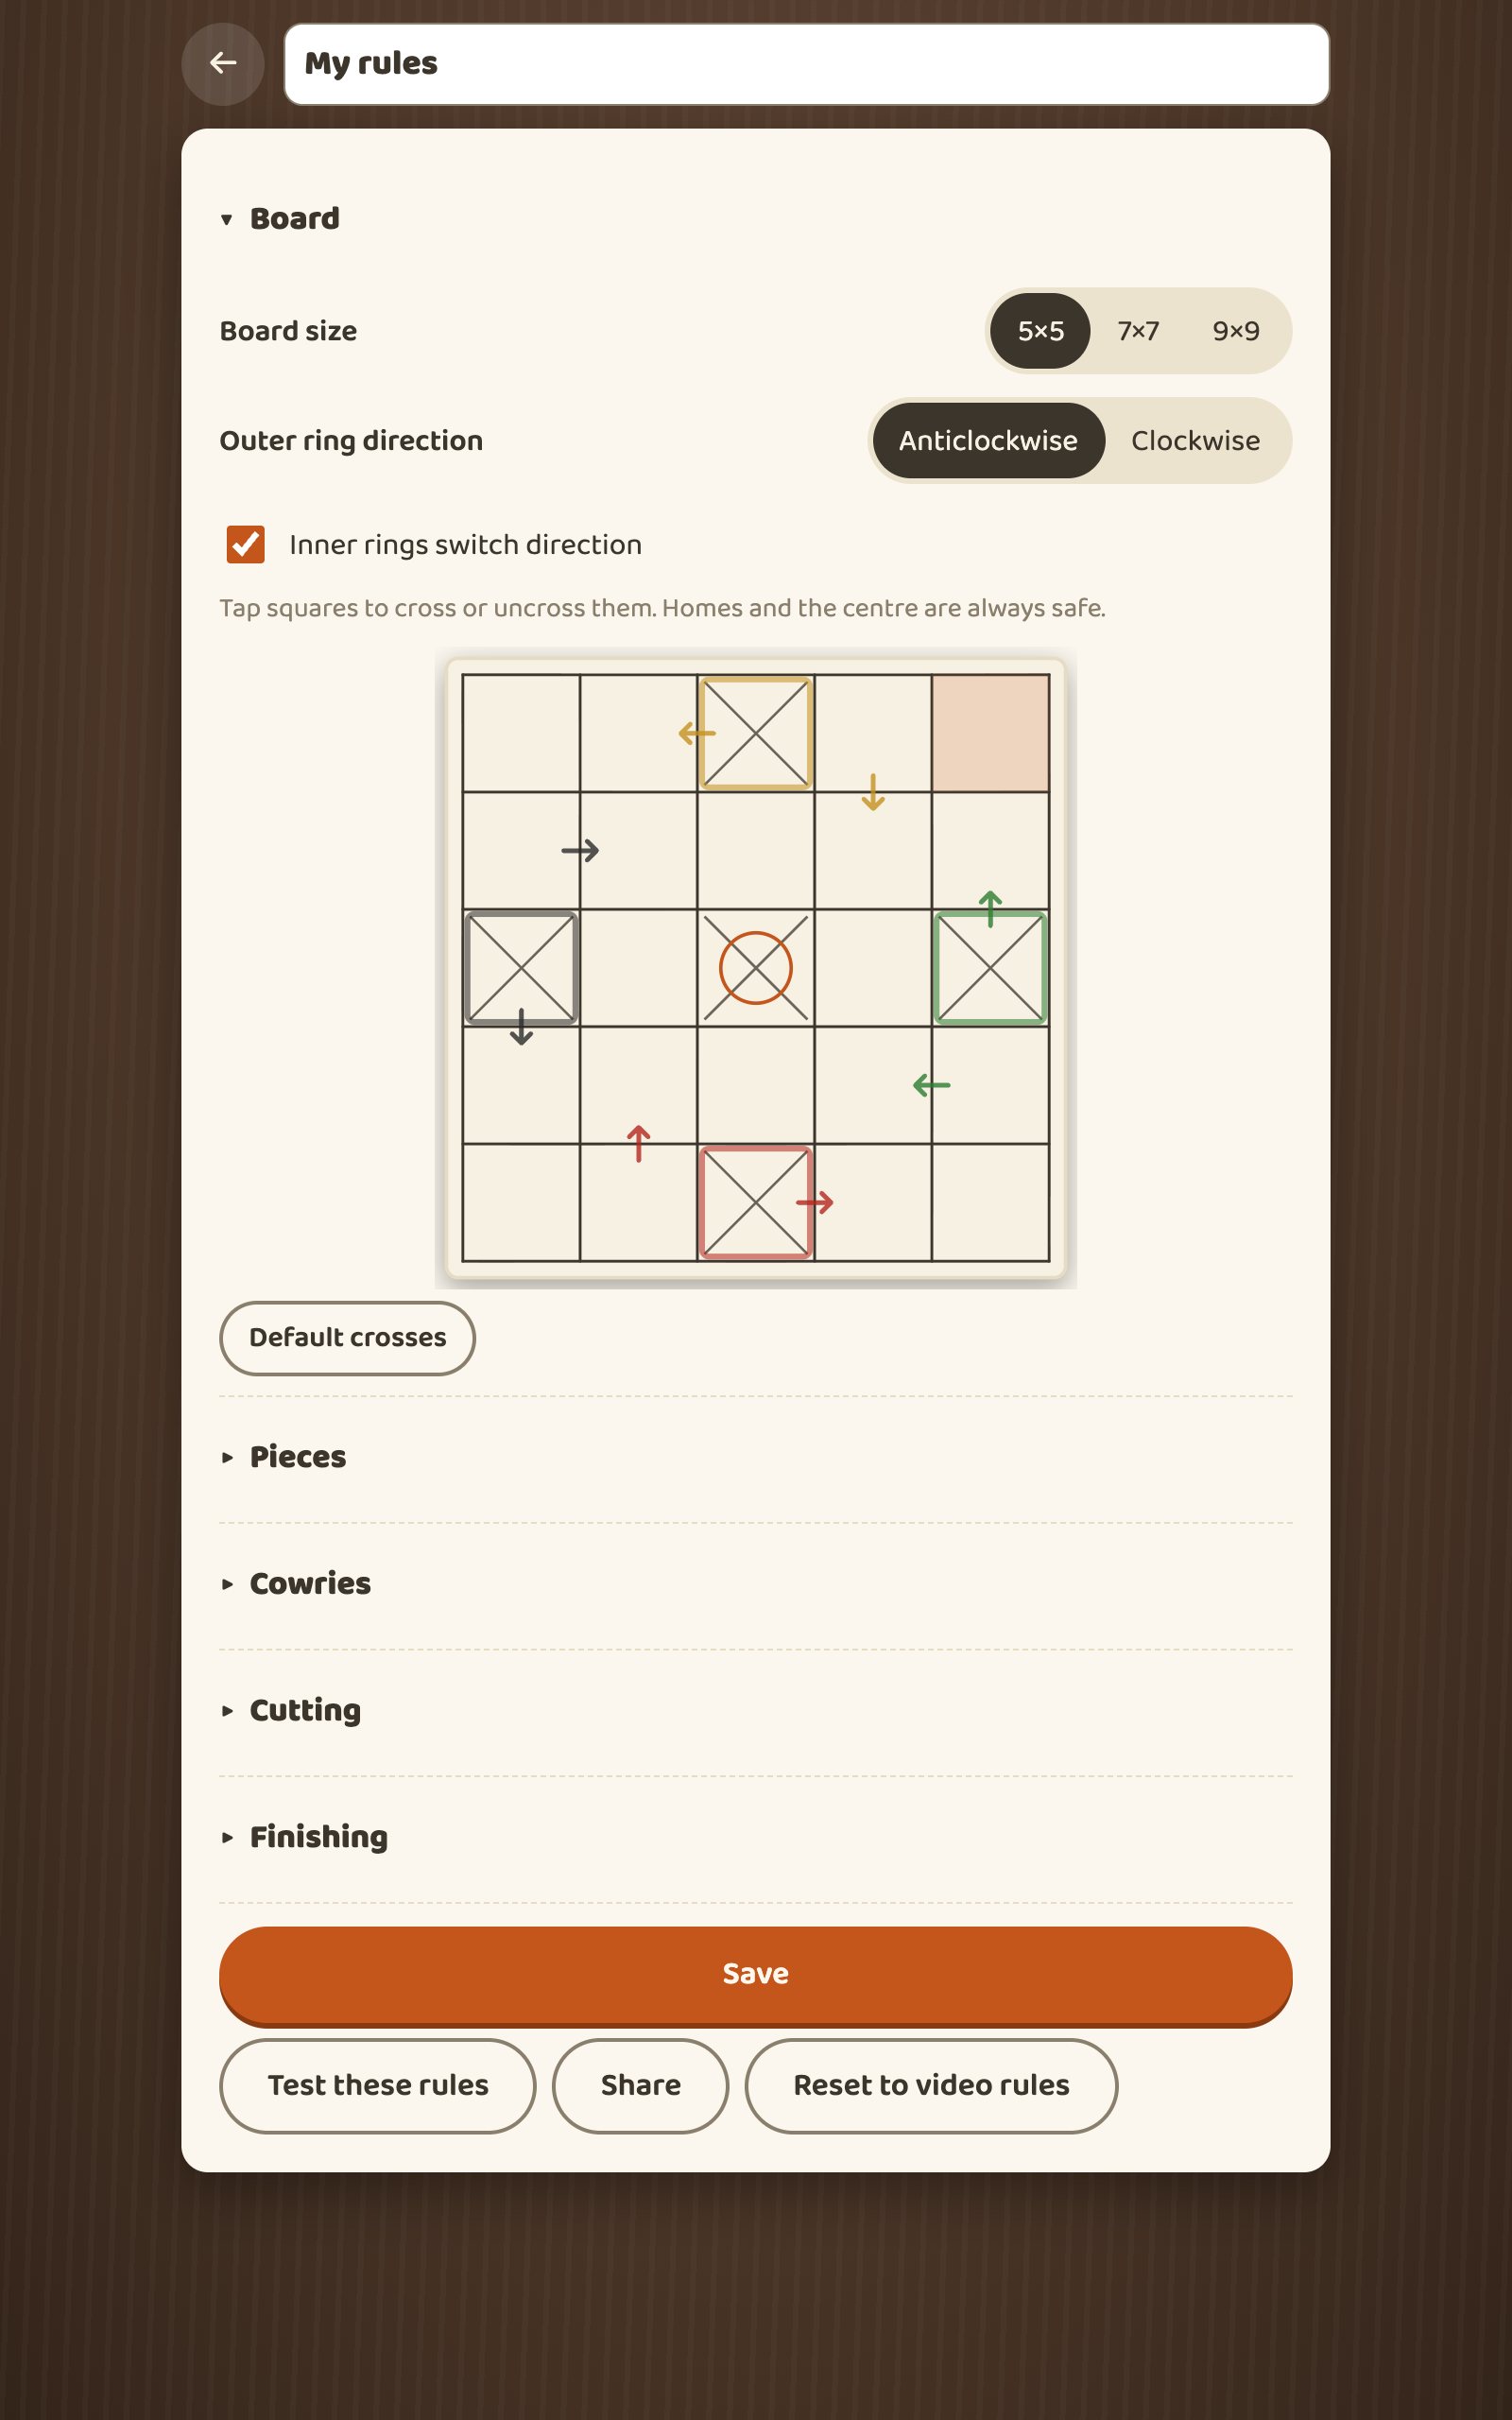 My rules
Board
Board size
5×5 7×7 9×9
Outer ring direction
Anticlockwise Clockwise
Inner rings switch direction
Tap squares to cross or uncross them. Homes and the centre are always safe.
Default crosses
Pieces
Cowries
Cutting
Finishing
Save
Test these rules Share Reset to video rules